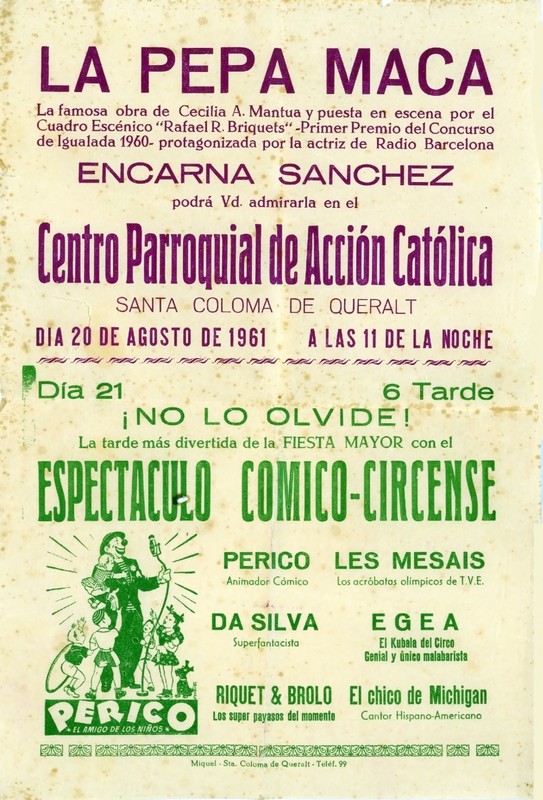 LA PEPA MACA
La famosa obra de Cecilia A. Mantua y puesta en escena por el
Cuadro Escénico "Rafael R. Briquets" -Primer Premio del Concurso
de Igualada 1960- protagonizada por la actriz de Radio Barcelona
ENCARNA SANCHEZ
podrá Vd. admirarla en el
Centro Parroquial de Acción Católica
SANTA COLOMA DE QUERALT
DIA 20 DE AGOSTO DE 1961 A LAS 11 DE LA NOCHE
Día 21 6 Tarde
¡NO LO OLVIDE!
La tarde más divertida de la FIESTA MAYOR con el
ESPECTACULO COMICO-CIRCENSE
PERICO
Animador Cómico
LES MESAIS
Los acróbatas olímpicos de T.V.E.
DA SILVA
Superfantacista
EGEA
El Kubala del Circo
Genial y único malabarista
RIQUET & BROLO
Los super payasos del momento
El chico de Michigan
Cantor Hispano-Americano
PERICO
EL AMIGO DE LOS NIÑOS
Miquel - Sta. Coloma de Queralt - Teléf. 99